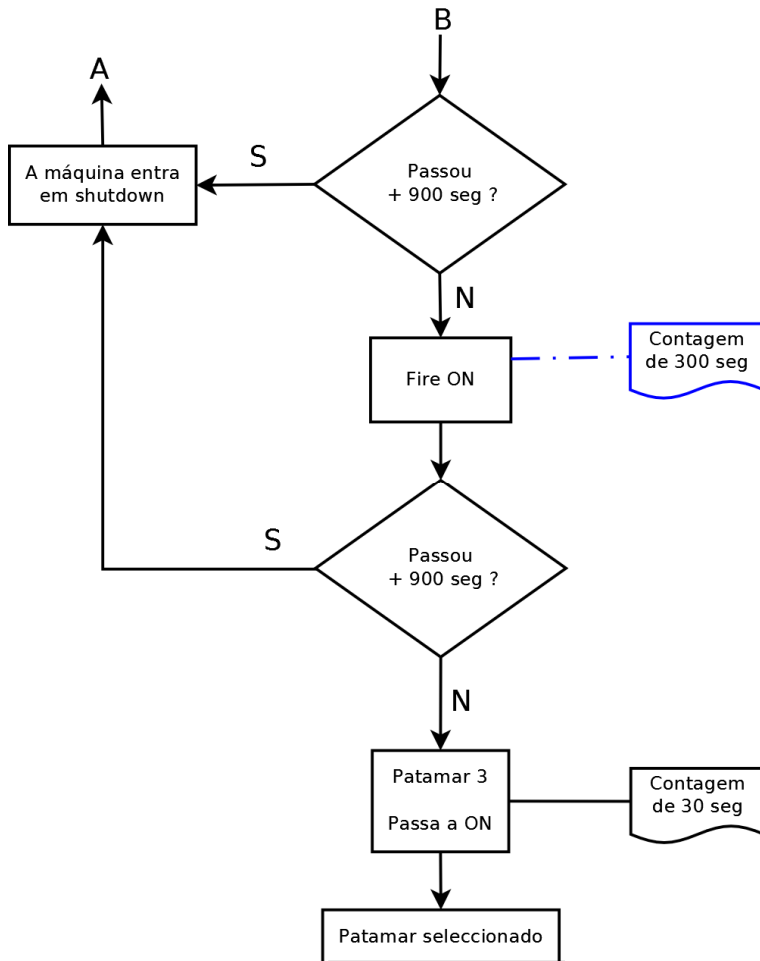 B
A
S
A máquina entra
em shutdown
Passou
+ 900 seg ?
N
Fire ON
Contagem
de 300 seg
S
Passou
+ 900 seg ?
N
Patamar 3
Passa a ON
Contagem
de 30 seg
Patamar seleccionado